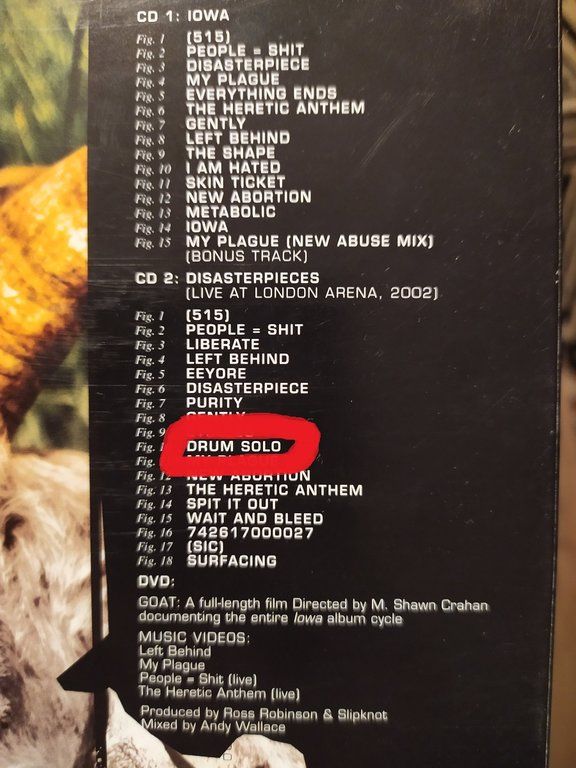 CD 1: IOWA
Fig. 1 (515)
Fig. 2 PEOPLE = SHIT
Fig. 3 DISASTERPIECE
Fig. 4 MY PLAGUE
Fig. 5 EVERYTHING ENDS
Fig. 6 THE HERETIC ANTHEM
Fig. 7 GENTLY
Fig. 8 LEFT BEHIND
Fig. 9 THE SHAPE
Fig. 10 I AM HATED
Fig. 11 SKIN TICKET
Fig. 12 NEW ABORTION
Fig. 13 METABOLIC
Fig. 14 IOWA
Fig. 15 MY PLAGUE (NEW ABUSE MIX)
(BONUS TRACK)
CD 2: DISASTERPIECES
(LIVE AT LONDON ARENA, 2002)
Fig. 1 (515)
Fig. 2 PEOPLE = SHIT
Fig. 3 LIBERATE
Fig. 4 LEFT BEHIND
Fig. 5 EEYORE
Fig. 6 DISASTERPIECE
Fig. 7 PURITY
Fig. 8 GENTLY
Fig. 9
Fig. DRUM SOLO
Fig.
Fig. 12 NEW ABORTION
Fig. 13 THE HERETIC ANTHEM
Fig. 14 SPIT IT OUT
Fig. 15 WAIT AND BLEED
Fig. 16 742617000027
Fig. 17 (SIC)
Fig. 18 SURFACING
DVD:
GOAT: A full-length film Directed by M. Shawn Crahan
documenting the entire Iowa album cycle
MUSIC VIDEOS:
Left Behind
My Plague
People = Shit (live)
The Heretic Anthem (live)
Produced by Ross Robinson & Slipknot
Mixed by Andy Wallace